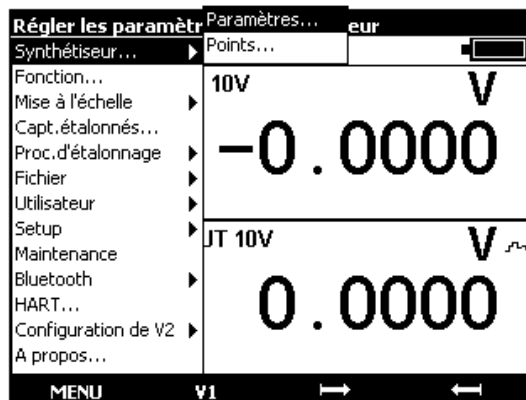 Régler les paramètr
eur
Paramètres...
Points...
Synthétiseur...
Fonction...
Mise à l'échelle
Capt.étalonnés...
Proc.d'étalonnage
Fichier
Utilisateur
Setup
Maintenance
Bluetooth
HART...
Configuration de V2
A propos...
10V V
-0.0000
JT 10V V
0.0000
MENU V1